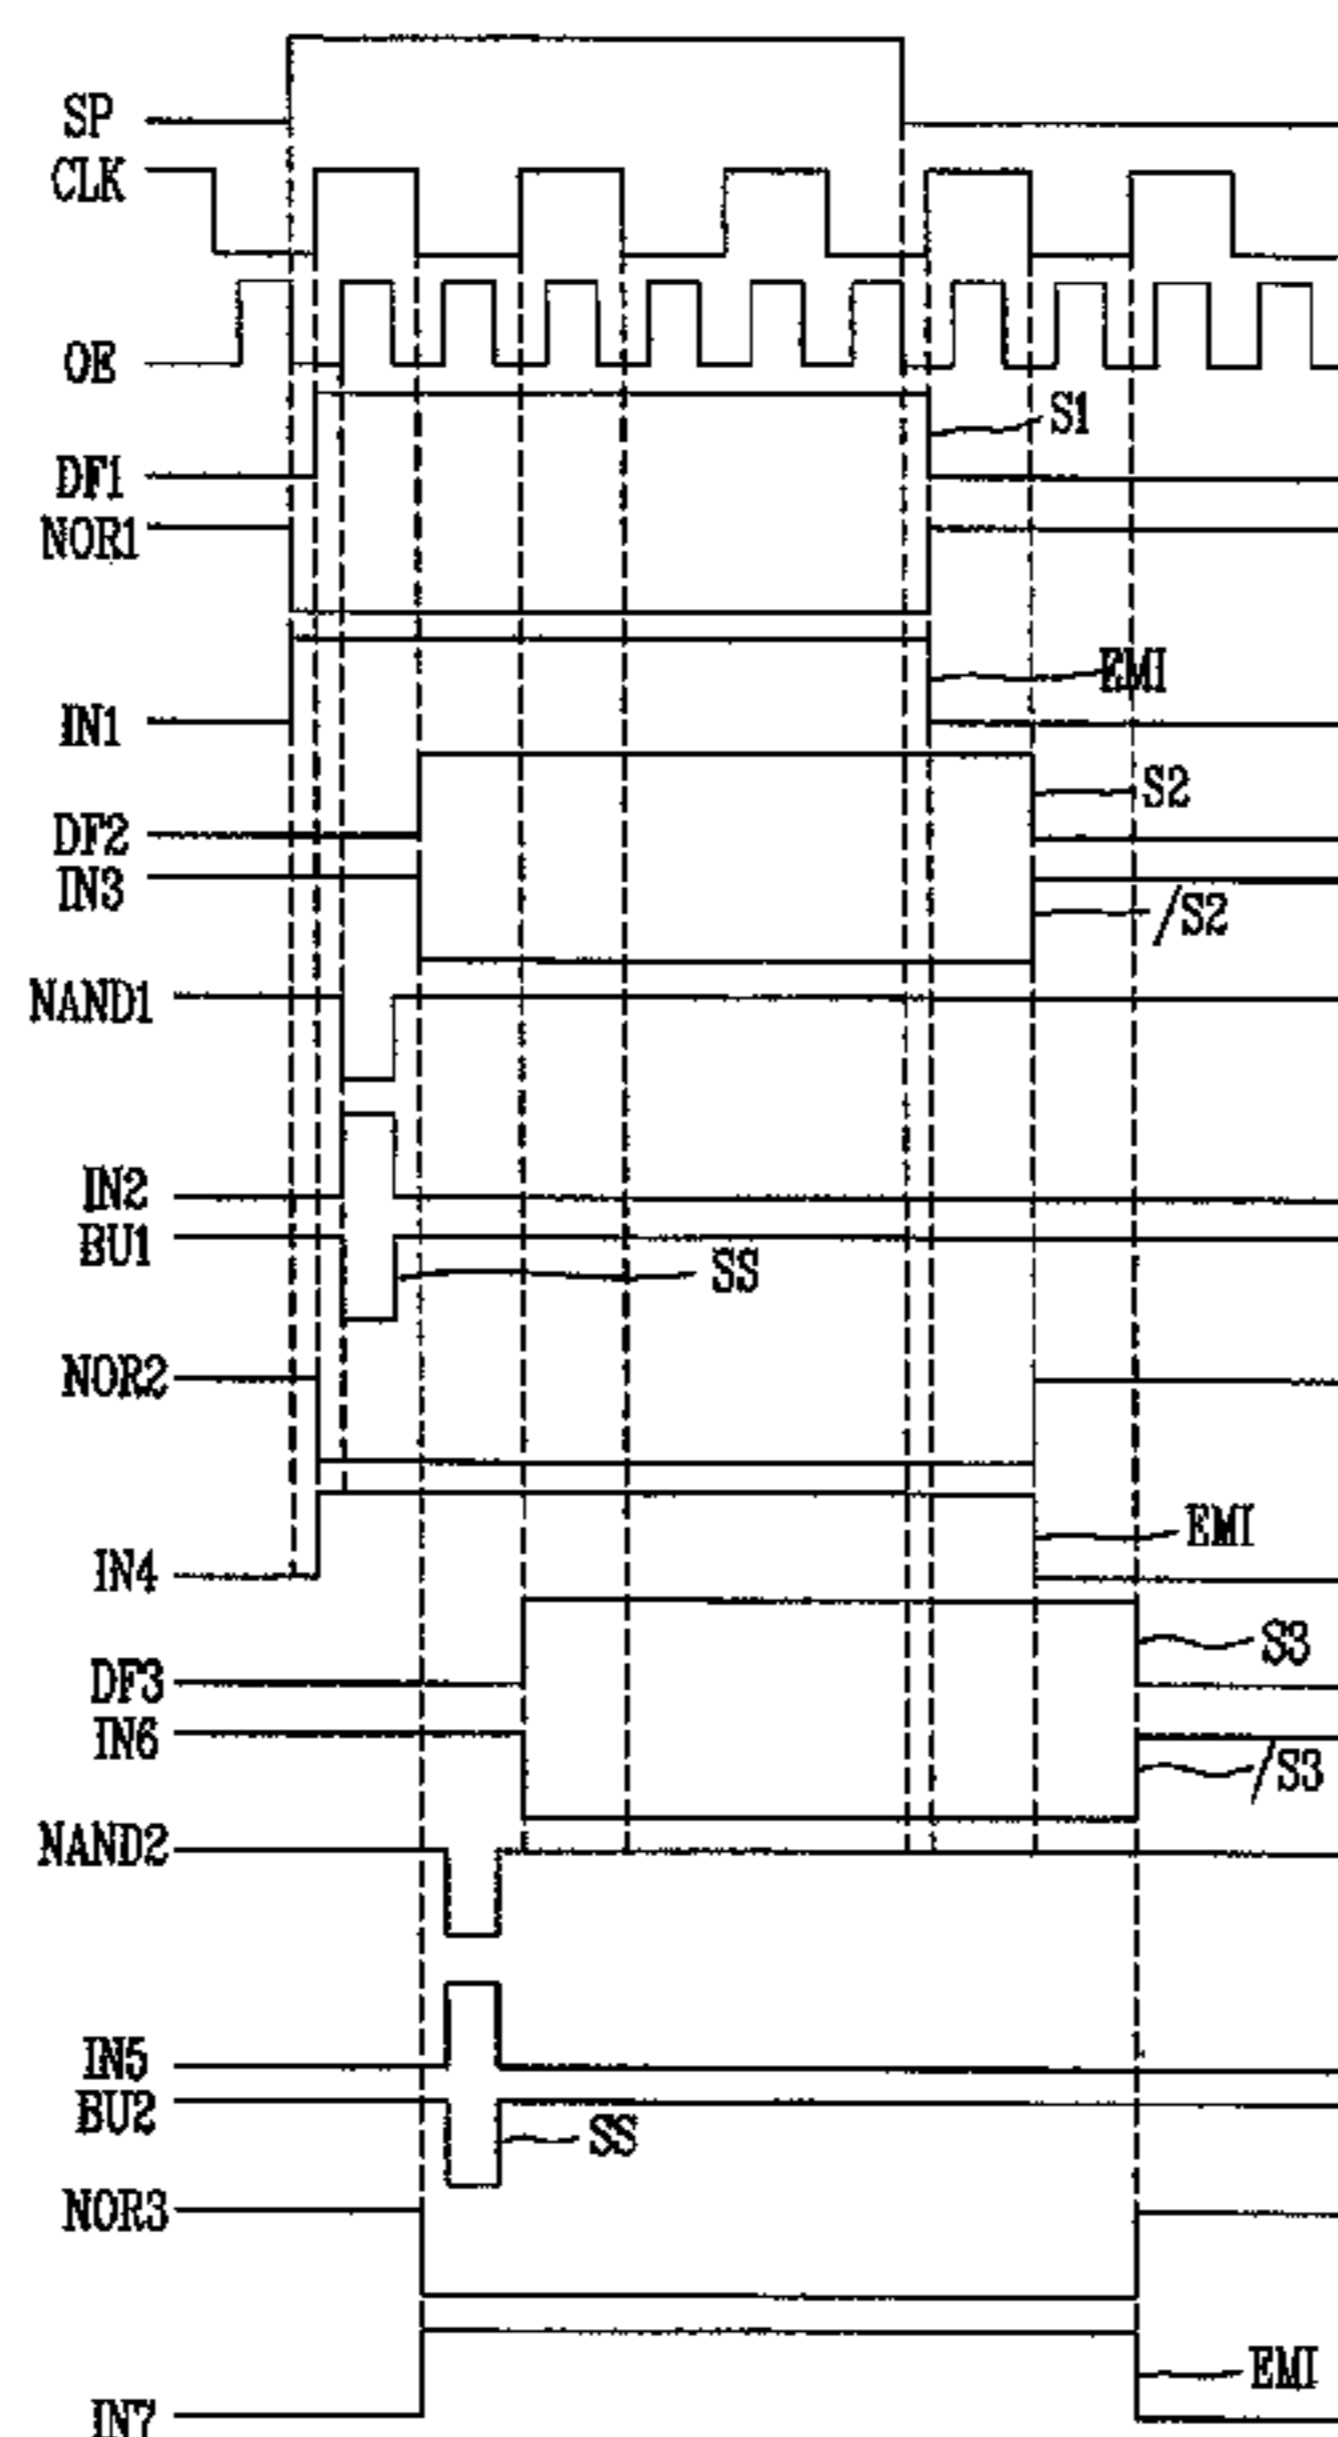 SP
CLK
OE
S1
DF1
NOR1
EMI
IN1
S2
DF2
IN3
/S2
NAND1
IN2
BU1
SS
NOR2
EMI
IN4
S3
DF3
IN6
/S3
NAND2
IN5
BU2
SS
NOR3
EMI
IN7